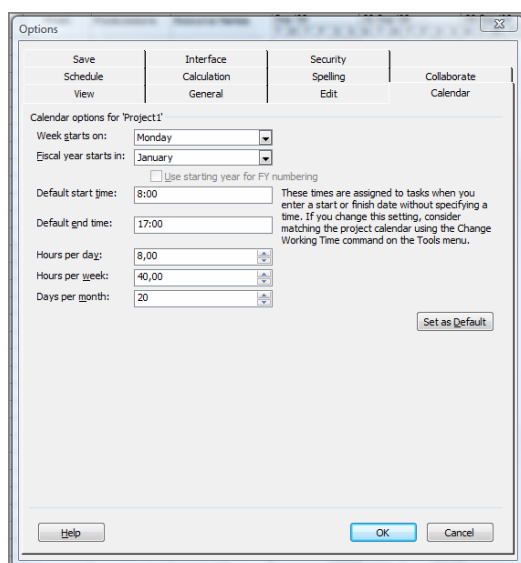 Options
Save Interface Security
Schedule Calculation Spelling Collaborate
View General Edit Calendar
Calendar options for 'Project1'
Week starts on: Monday
Fiscal year starts in: January
Use starting year for FY numbering
Default start time: 8:00
These times are assigned to tasks when you
enter a start or finish date without specifying a
time. If you change this setting, consider
matching the project calendar using the Change
Working Time command on the Tools menu.
Default end time: 17:00
Hours per day: 8,00
Hours per week: 40,00
Days per month: 20
Set as Default
Help OK Cancel